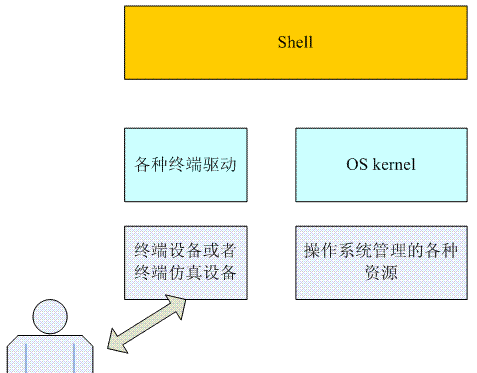 Shell
各种终端驱动
OS kernel
终端设备或者
终端仿真设备
操作系统管理的各种
资源